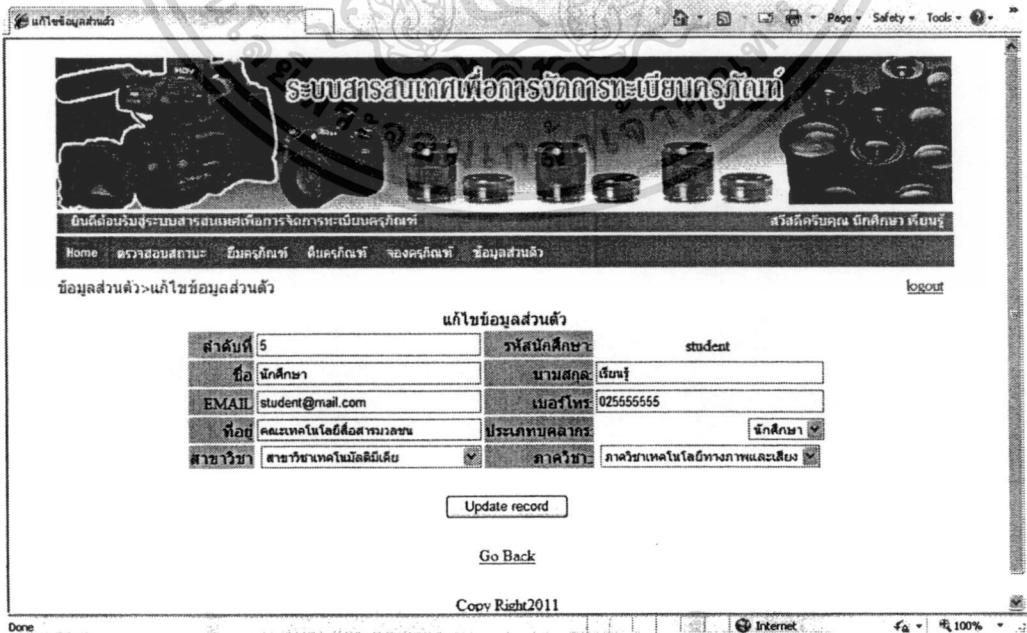 แก้ไขข้อมูลส่วนตัว
Page Safety Tools
ระบบสารสนเทศเพื่อการจัดการทะเบียนครุภัณฑ์
ยินดีต้อนรับสู่ระบบสารสนเทศเพื่อการจัดการทะเบียนครุภัณฑ์ สวัสดีครับคุณ นักศึกษา เรียนรู้
Home ตรวจสอบสถานะ ยืมครุภัณฑ์ คืนครุภัณฑ์ จองครุภัณฑ์ ข้อมูลส่วนตัว
ข้อมูลส่วนตัว>แก้ไขข้อมูลส่วนตัว logout
แก้ไขข้อมูลส่วนตัว
ลำดับที่ 5 รหัสนักศึกษา: student
ชื่อ นักศึกษา นามสกุล: เรียนรู้
EMAIL student@mail.com เบอร์โทร: 025555555
ที่อยู่ คณะเทคโนโลยีสื่อสารมวลชน ประเภทบุคลากร: นักศึกษา
สาขาวิชา สาขาวิชาเทคโนมัลติมีเดีย ภาควิชา: ภาควิชาเทคโนโลยีทางภาพและเสียง
Update record
Go Back
Copy Right2011
Done Internet 100%